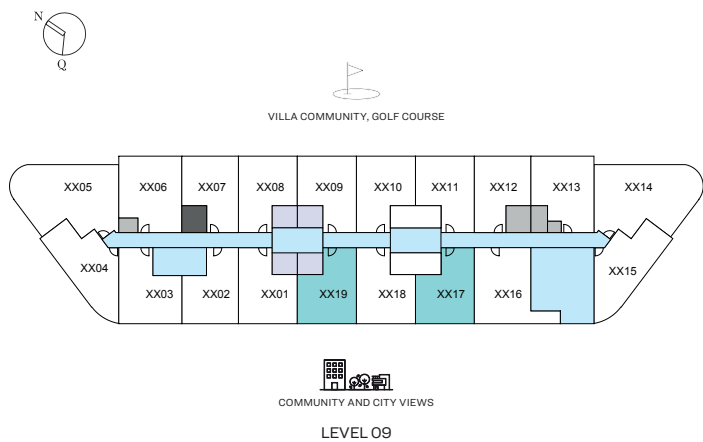 N
Q
VILLA COMMUNITY, GOLF COURSE
XX05 XX06 XX07 XX08 XX09 XX10 XX11 XX12 XX13 XX14
XX04 XX03 XX02 XX01 XX19 XX18 XX17 XX16 XX15
COMMUNITY AND CITY VIEWS
LEVEL 09